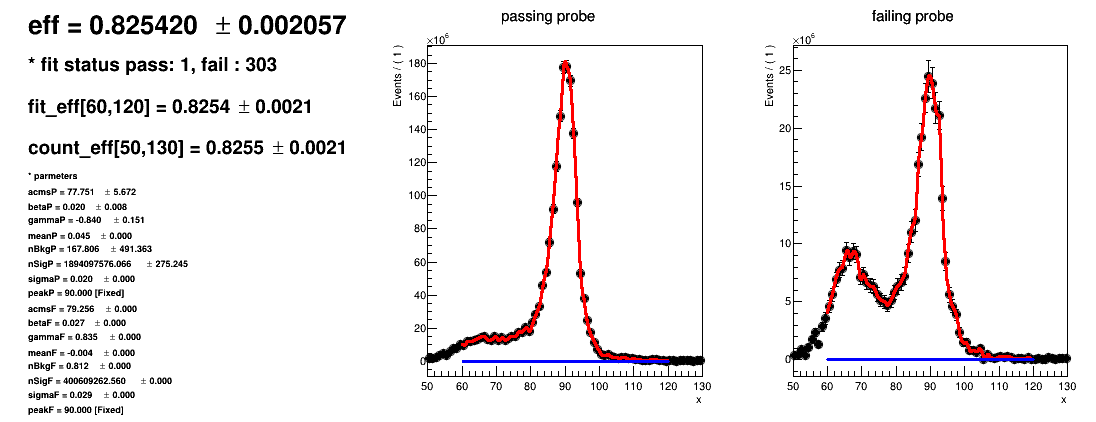 eff = 0.825420 ± 0.002057
* fit status pass: 1, fail : 303
fit_eff[60,120] = 0.8254 ± 0.0021
count_eff[50,130] = 0.8255 ± 0.0021
* parmeters
acmsP = 77.751 ± 5.672
betaP = 0.020 ± 0.008
gammaP = -0.840 ± 0.151
meanP = 0.045 ± 0.000
nBkgP = 167.806 ± 491.363
nSigP = 1894097576.066 ± 275.245
sigmaP = 0.020 ± 0.000
peakP = 90.000 [Fixed]
acmsF = 79.256 ± 0.000
betaF = 0.027 ± 0.000
gammaF = 0.835 ± 0.000
meanF = -0.004 ± 0.000
nBkgF = 0.812 ± 0.000
nSigF = 400609262.560 ± 0.000
sigmaF = 0.029 ± 0.000
peakF = 90.000 [Fixed]
passing probe
×10⁶
Events / ( 1 )
180
160
140
120
100
80
60
40
20
0
50 60 70 80 90 100 110 120 130
x
failing probe
×10⁶
Events / ( 1 )
25
20
15
10
5
0
50 60 70 80 90 100 110 120 130
x